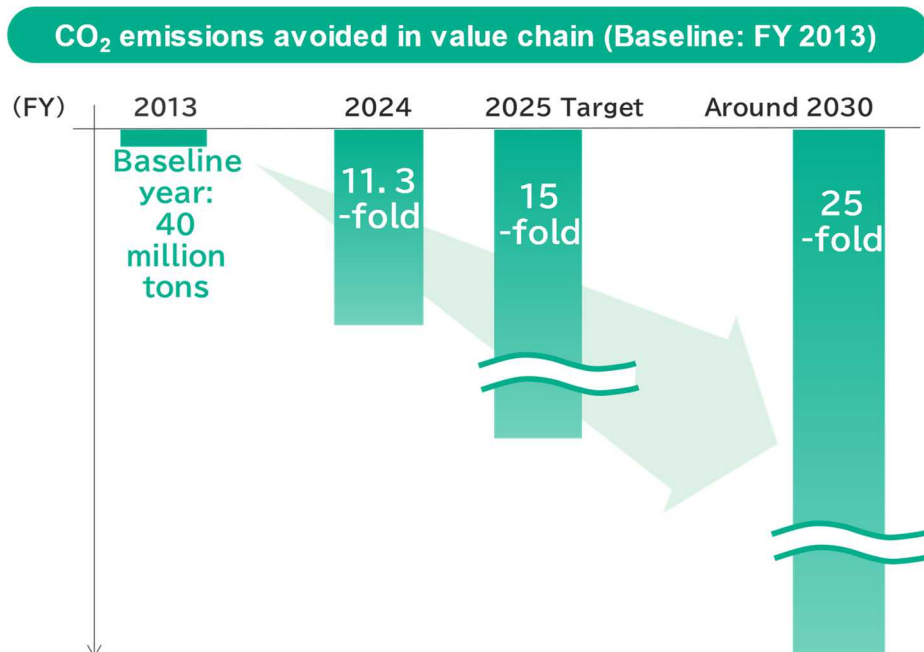 CO₂ emissions avoided in value chain (Baseline: FY 2013)
(FY) 2013 2024 2025 Target Around 2030
Baseline
year:
40
million
tons
11.3
-fold
15
-fold
25
-fold